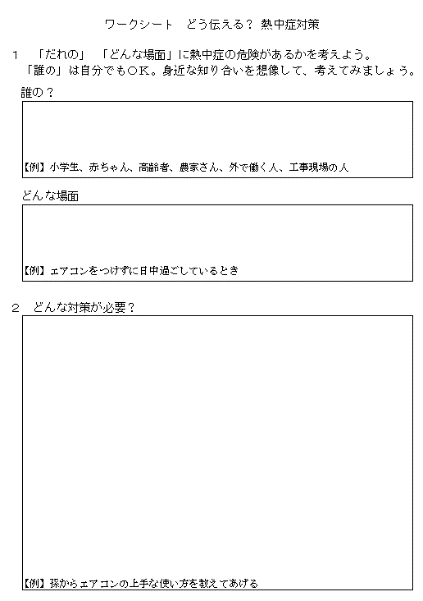 ワークシート　どう伝える？ 熱中症対策
１　「だれの」　「どんな場面」に熱中症の危険があるかを考えよう。
「誰の」は自分でもＯＫ。身近な知り合いを想像して、考えてみましょう。
誰の？
【例】小学生、赤ちゃん、高齢者、農家さん、外で働く人、工事現場の人
どんな場面
【例】エアコンをつけずに日中過ごしているとき
２　どんな対策が必要？
【例】孫からエアコンの上手な使い方を教えてあげる